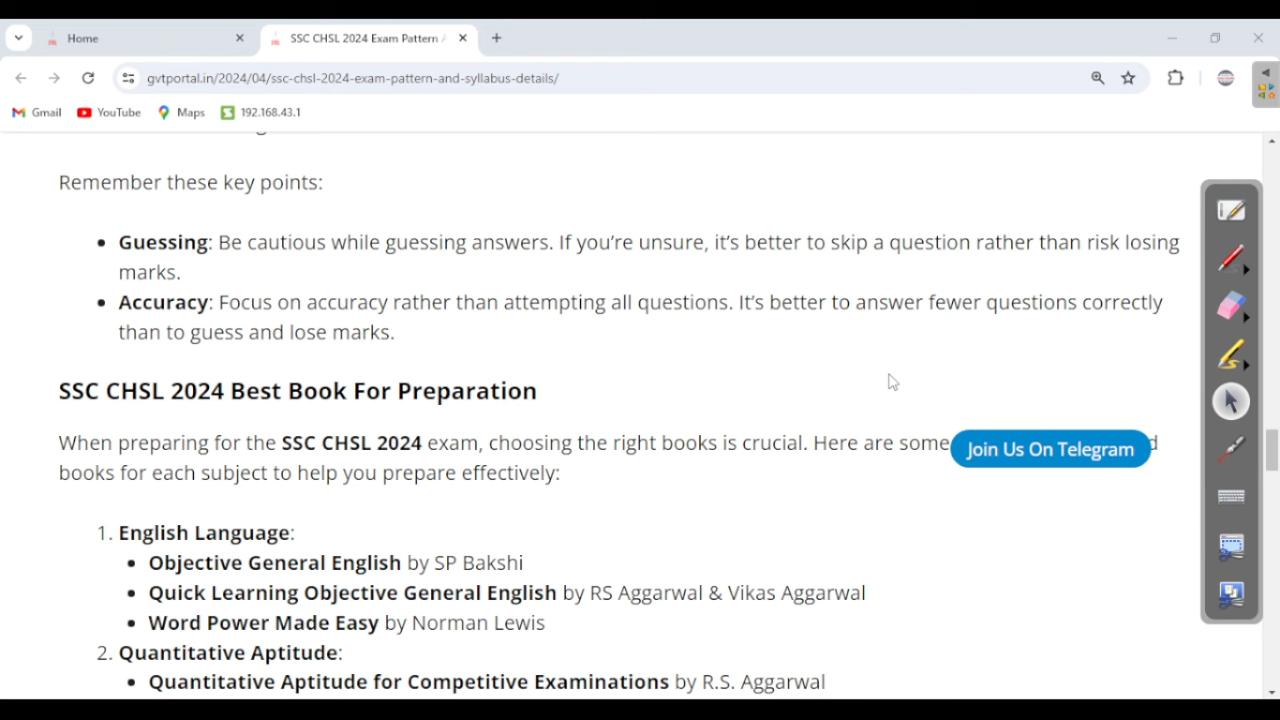 Home
SSC CHSL 2024 Exam Pattern
gvtportal.in/2024/04/ssc-chsl-2024-exam-pattern-and-syllabus-details/
Gmail YouTube Maps 192.168.43.1
Remember these key points:
• Guessing: Be cautious while guessing answers. If you’re unsure, it’s better to skip a question rather than risk losing
marks.
• Accuracy: Focus on accuracy rather than attempting all questions. It’s better to answer fewer questions correctly
than to guess and lose marks.
SSC CHSL 2024 Best Book For Preparation
When preparing for the SSC CHSL 2024 exam, choosing the right books is crucial. Here are some
Join Us On Telegram
books for each subject to help you prepare effectively:
1. English Language:
• Objective General English by SP Bakshi
• Quick Learning Objective General English by RS Aggarwal & Vikas Aggarwal
• Word Power Made Easy by Norman Lewis
2. Quantitative Aptitude:
• Quantitative Aptitude for Competitive Examinations by R.S. Aggarwal